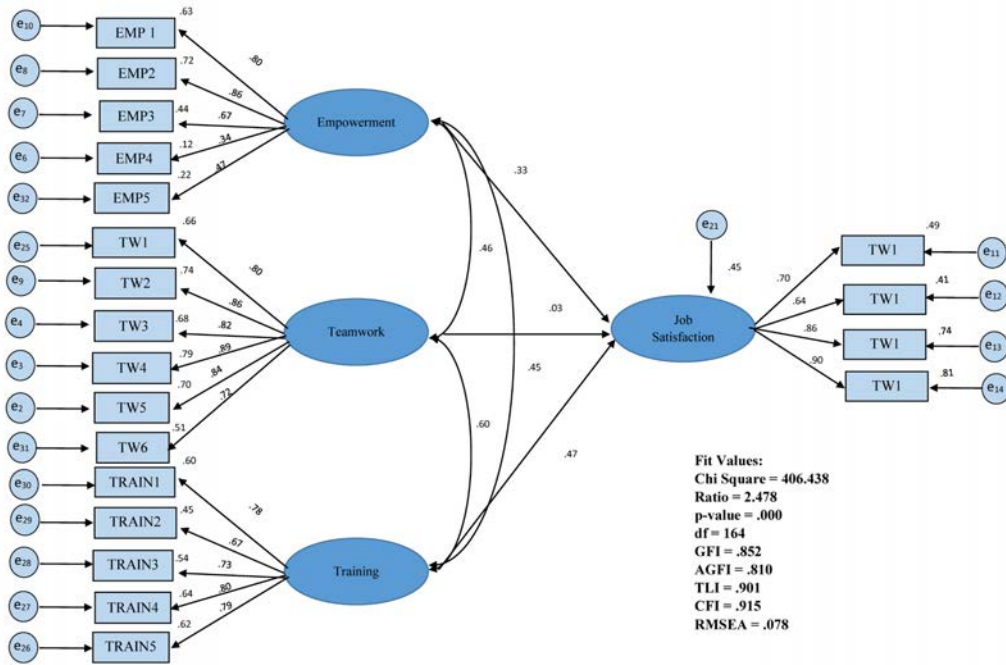 e10
EMP 1
.63
e8
EMP2
.72
e7
EMP3
.44
e6
EMP4
.12
e32
EMP5
.22
.80
.86
.67
.34
.47
Empowerment
e25
TW1
.66
e9
TW2
.74
e4
TW3
.68
e3
TW4
.79
e2
TW5
.70
e31
TW6
.51
.80
.86
.82
.89
.84
.72
Teamwork
e30
TRAIN1
.60
e29
TRAIN2
.45
e28
TRAIN3
.54
e27
TRAIN4
.64
e26
TRAIN5
.62
.78
.67
.73
.80
.79
Training
.46
.45
.60
.33
.03
.47
e21
.45
Job
Satisfaction
.70
.64
.86
.90
TW1
.49
e11
TW1
.41
e12
TW1
.74
e13
TW1
.81
e14
Fit Values:
Chi Square = 406.438
Ratio = 2.478
p-value = .000
df = 164
GFI = .852
AGFI = .810
TLI = .901
CFI = .915
RMSEA = .078